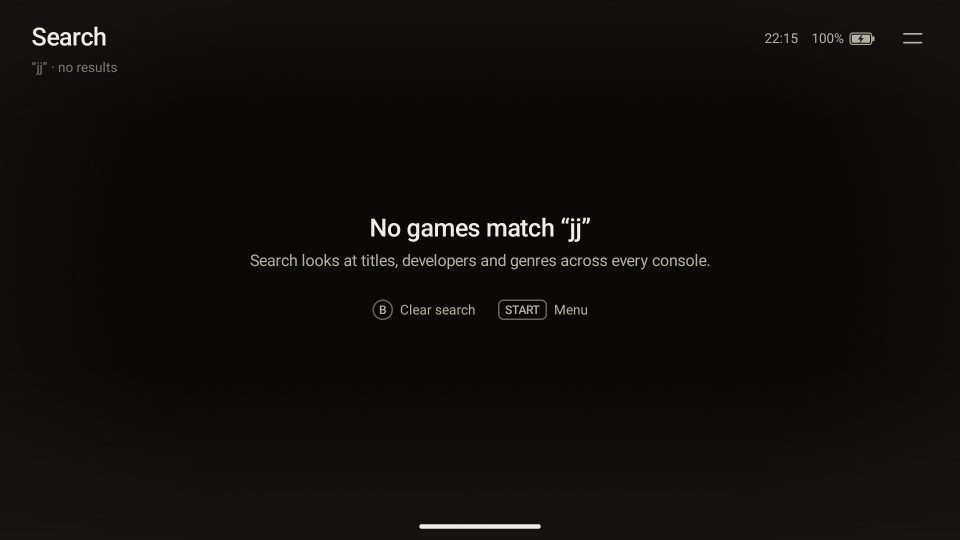 Search
22:15 100%
“jj” · no results
No games match “jj”
Search looks at titles, developers and genres across every console.
B Clear search START Menu